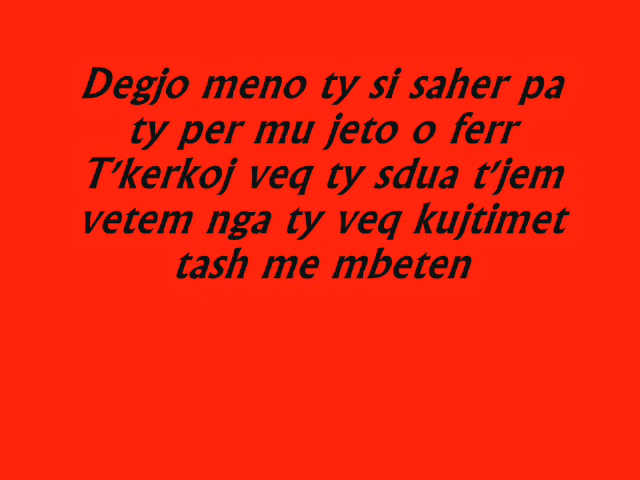 Degjo meno ty si saher pa
ty per mu jeto o ferr
T'kerkoj veq ty sdua t'jem
vetem nga ty veq kujtimet
tash me mbeten